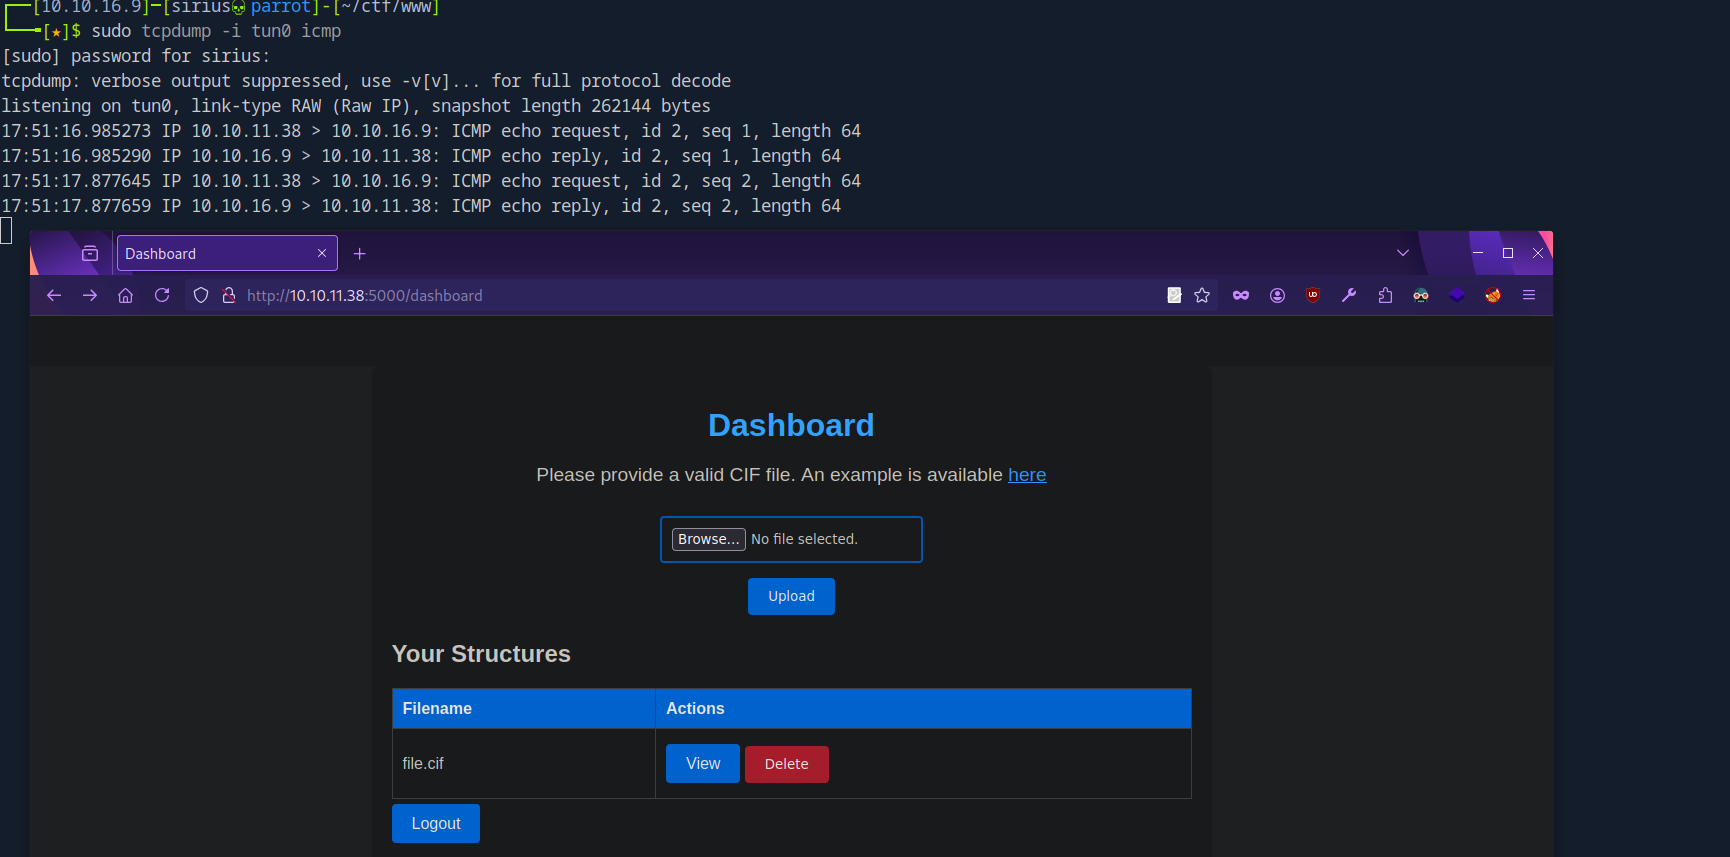 [10.10.16.9]-[sirius parrot]-[~/ctf/www]
[★]$ sudo tcpdump -i tun0 icmp
[sudo] password for sirius:
tcpdump: verbose output suppressed, use -v[v]... for full protocol decode
listening on tun0, link-type RAW (Raw IP), snapshot length 262144 bytes
17:51:16.985273 IP 10.10.11.38 > 10.10.16.9: ICMP echo request, id 2, seq 1, length 64
17:51:16.985290 IP 10.10.16.9 > 10.10.11.38: ICMP echo reply, id 2, seq 1, length 64
17:51:17.877645 IP 10.10.11.38 > 10.10.16.9: ICMP echo request, id 2, seq 2, length 64
17:51:17.877659 IP 10.10.16.9 > 10.10.11.38: ICMP echo reply, id 2, seq 2, length 64
Dashboard
http://10.10.11.38:5000/dashboard
Dashboard
Please provide a valid CIF file. An example is available here
Browse... No file selected.
Upload
Your Structures
Filename Actions
file.cif View Delete
Logout